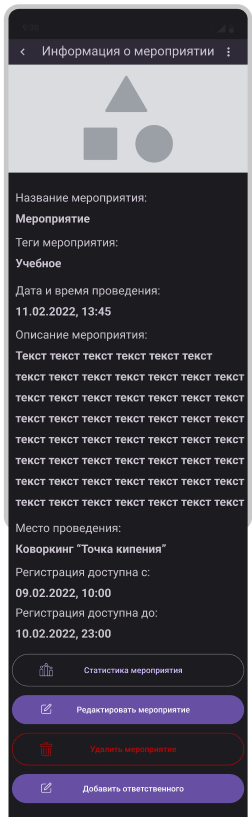 9:30
Информация о мероприятии
Название мероприятия:
Мероприятие
Теги мероприятия:
Учебное
Дата и время проведения:
11.02.2022, 13:45
Описание мероприятия:
Текст текст текст текст текст текст
текст текст текст текст текст текст текст
текст текст текст текст текст текст текст
текст текст текст текст текст текст текст
текст текст текст текст текст текст текст
текст текст текст текст текст текст текст
текст текст текст текст текст текст текст
текст текст текст текст текст текст текст
Место проведения:
Коворкинг “Точка кипения”
Регистрация доступна с:
09.02.2022, 10:00
Регистрация доступна до:
10.02.2022, 23:00
Статистика мероприятия
Редактировать мероприятие
Удалить мероприятие
Добавить ответственного